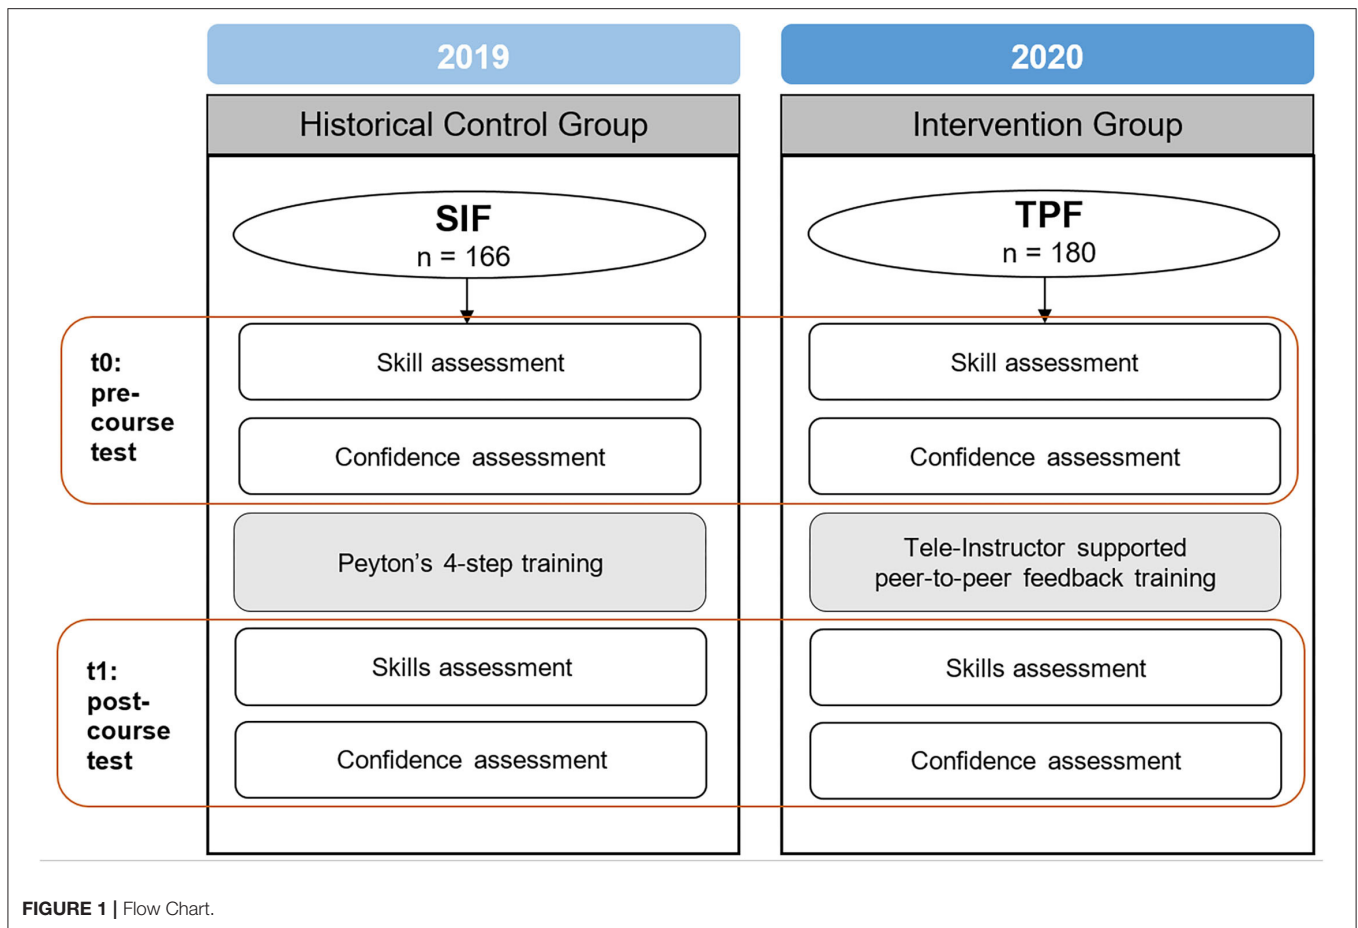 2019
2020
Historical Control Group
Intervention Group
SIF
n = 166
TPF
n = 180
t0:
pre-
course
test
Skill assessment
Skill assessment
Confidence assessment
Confidence assessment
Peyton’s 4-step training
Tele-Instructor supported
peer-to-peer feedback training
t1:
post-
course
test
Skills assessment
Skills assessment
Confidence assessment
Confidence assessment
FIGURE 1 | Flow Chart.